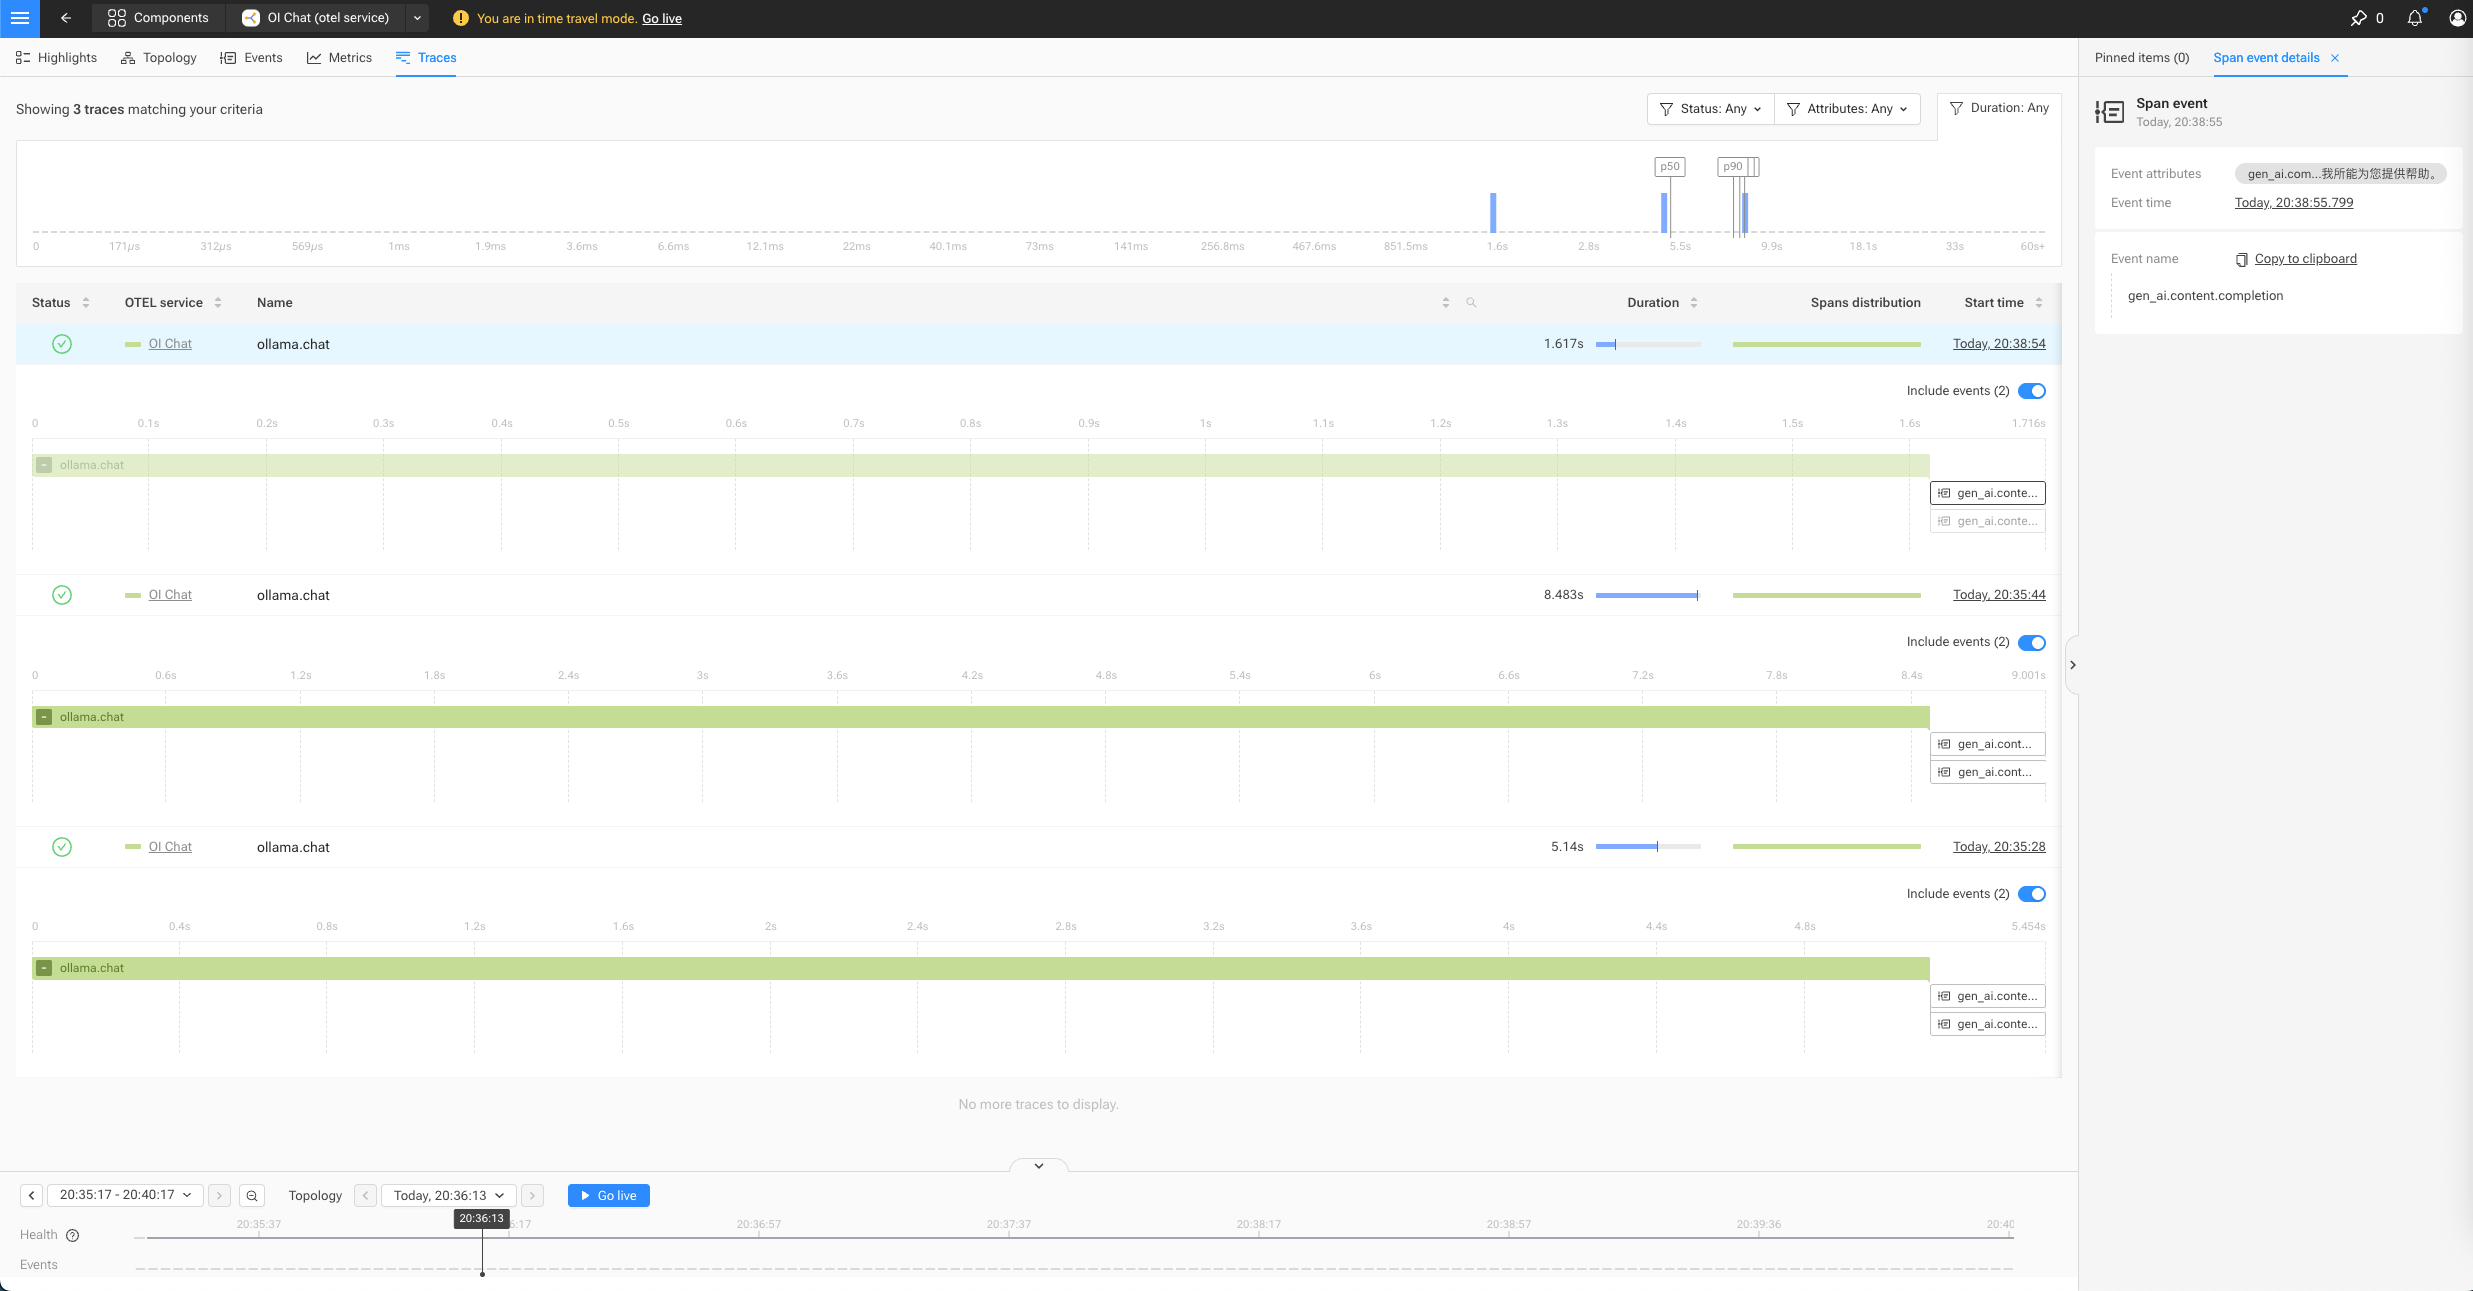 Components
OI Chat (otel service)
You are in time travel mode. Go live
0
Highlights
Topology
Events
Metrics
Traces
Pinned items (0)
Span event details
Showing 3 traces matching your criteria
Status: Any
Attributes: Any
Duration: Any
p50
p90
0 171µs 312µs 569µs 1ms 1.9ms 3.6ms 6.6ms 12.1ms 22ms 40.1ms 73ms 141ms 256.8ms 467.6ms 851.5ms 1.6s 2.8s 5.5s 9.9s 18.1s 33s 60s+
Status OTEL service Name Duration Spans distribution Start time
OI Chat ollama.chat 1.617s Today, 20:38:54
Include events (2)
0 0.1s 0.2s 0.3s 0.4s 0.5s 0.6s 0.7s 0.8s 0.9s 1s 1.1s 1.2s 1.3s 1.4s 1.5s 1.6s 1.716s
- ollama.chat
gen_ai.conte...
gen_ai.conte...
OI Chat ollama.chat 8.483s Today, 20:35:44
Include events (2)
0 0.6s 1.2s 1.8s 2.4s 3s 3.6s 4.2s 4.8s 5.4s 6s 6.6s 7.2s 7.8s 8.4s 9.001s
- ollama.chat
gen_ai.cont...
gen_ai.cont...
OI Chat ollama.chat 5.14s Today, 20:35:28
Include events (2)
0 0.4s 0.8s 1.2s 1.6s 2s 2.4s 2.8s 3.2s 3.6s 4s 4.4s 4.8s 5.454s
- ollama.chat
gen_ai.conte...
gen_ai.conte...
No more traces to display.
20:35:17 - 20:40:17
Topology
Today, 20:36:13
Go live
20:36:13
20:35:37 5:17 20:36:57 20:37:37 20:38:17 20:38:57 20:39:36 20:40
Health
Events
Span event
Today, 20:38:55
Event attributes gen_ai.com...我所能为您提供帮助。
Event time Today, 20:38:55.799
Event name Copy to clipboard
gen_ai.content.completion